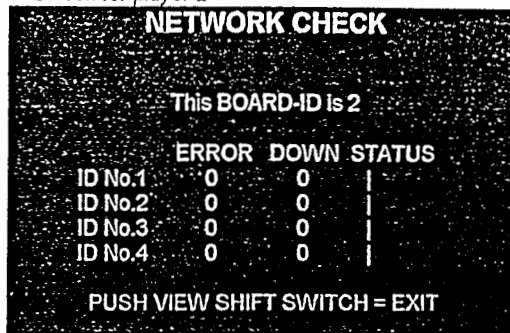 NETWORK CHECK
This BOARD-ID is 2
ERROR DOWN STATUS
ID No.1 0 0 |
ID No.2 0 0 |
ID No.3 0 0 |
ID No.4 0 0 |
PUSH VIEW SHIFT SWITCH = EXIT